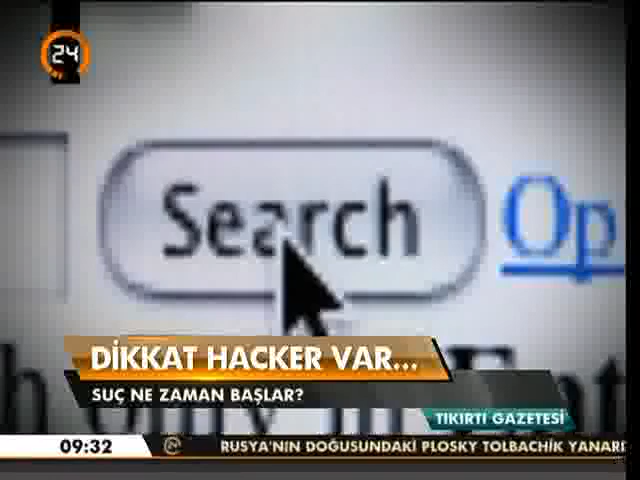 24
Search
Op
DİKKAT HACKER VAR...
SUÇ NE ZAMAN BAŞLAR?
TIKIRTI GAZETESİ
09:32
RUSYA'NIN DOĞUSUNDAKİ PLOSKY TOLBACHIK YANARD